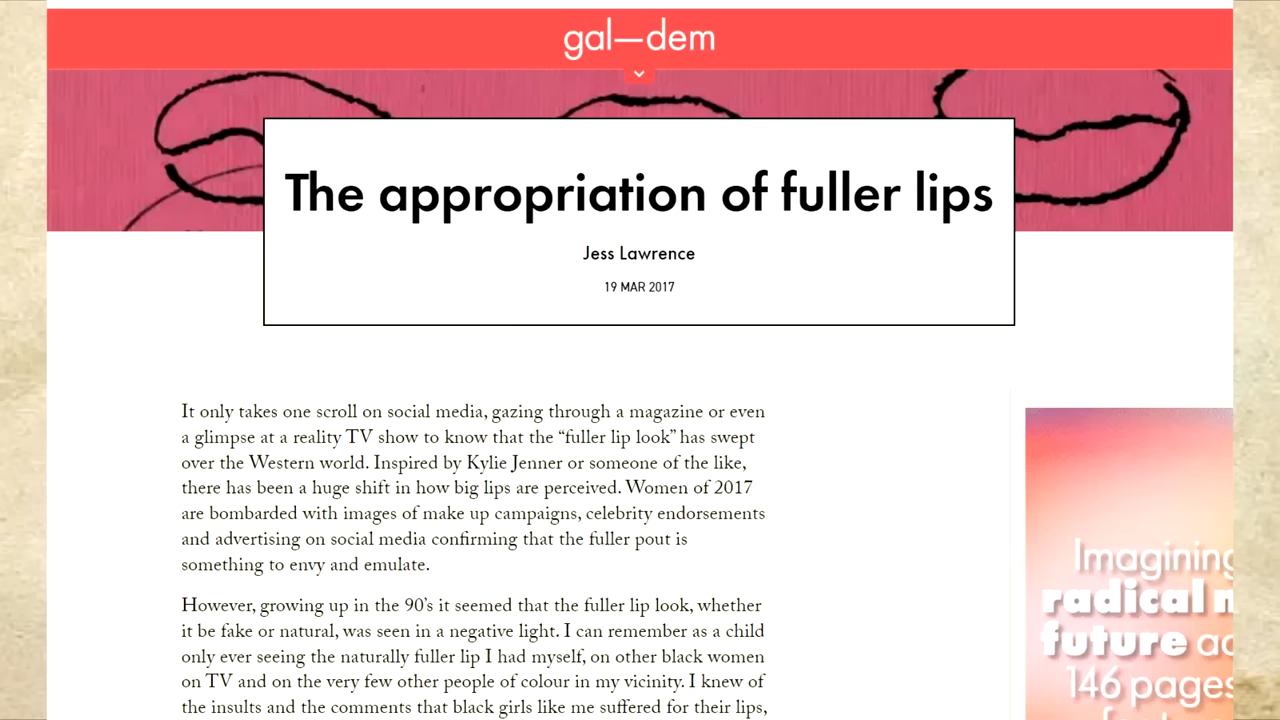 gal—dem
The appropriation of fuller lips
Jess Lawrence
19 MAR 2017
It only takes one scroll on social media, gazing through a magazine or even
a glimpse at a reality TV show to know that the “fuller lip look” has swept
over the Western world. Inspired by Kylie Jenner or someone of the like,
there has been a huge shift in how big lips are perceived. Women of 2017
are bombarded with images of make up campaigns, celebrity endorsements
and advertising on social media confirming that the fuller pout is
something to envy and emulate.
However, growing up in the 90’s it seemed that the fuller lip look, whether
it be fake or natural, was seen in a negative light. I can remember as a child
only ever seeing the naturally fuller lip I had myself, on other black women
on TV and on the very few other people of colour in my vicinity. I knew of
the insults and the comments that black girls like me suffered for their lips,
Imagining
radical
future
146 pages